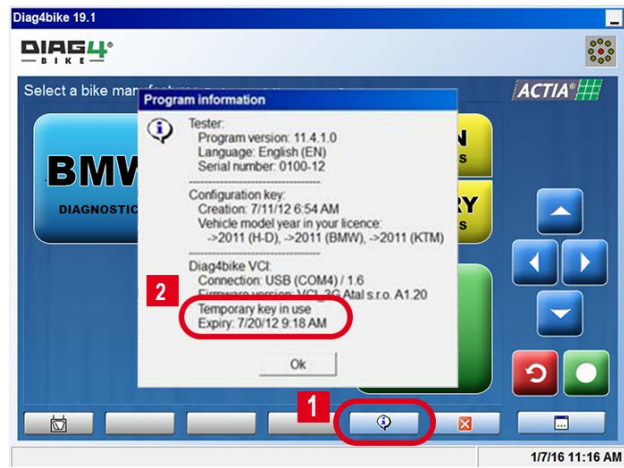 Diag4bike 19.1
DIAG4®
BIKE
Select a bike man
ACTIA®
BMW
DIAGNOSTIC
N
S
RY
S
Program information
Tester:
Program version: 11.4.1.0
Language: English (EN)
Serial number: 0100-12
--------------------------------
Configuration key:
Creation: 7/11/12 6:54 AM
Vehicle model year in your licence:
->2011 (H-D), ->2011 (BMW), ->2011 (KTM)
--------------------------------
Diag4bike VCI:
Connection: USB (COM4) / 1.6
Firmware version: VCI_3G Atal s.r.o. A1.20
2
Temporary key in use
Expiry: 7/20/12 9:18 AM
Ok
1
1/7/16 11:16 AM